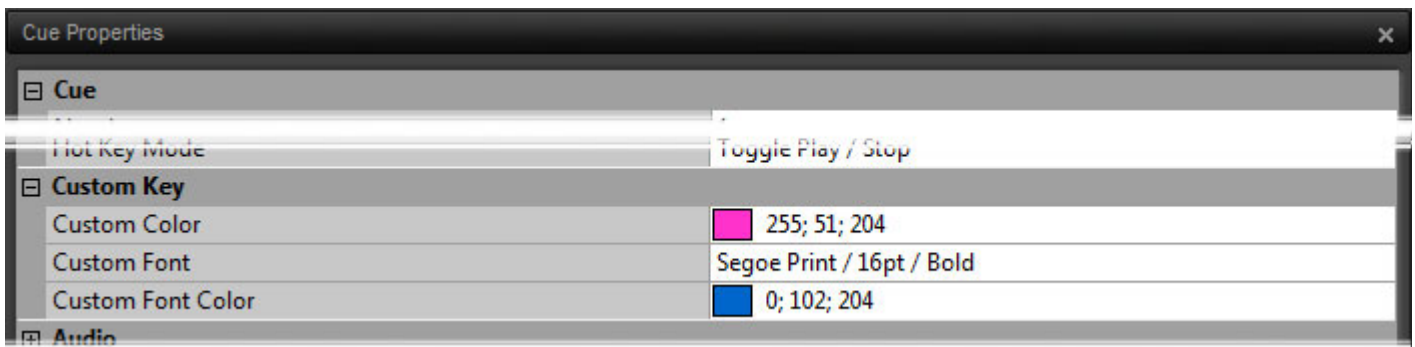 Cue Properties
Cue
Hot Key Mode Toggle Play / Stop
Custom Key
Custom Color 255; 51; 204
Custom Font Segoe Print / 16pt / Bold
Custom Font Color 0; 102; 204
Audio